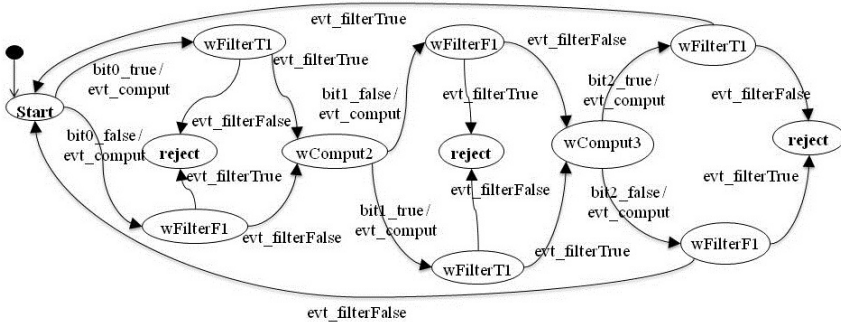 evt_filterTrue
wFilterT1
wFilterF1
evt_filterFalse
wFilterT1
evt_filterTrue
bit0_true/
evt_comput
bit1_false/
evt_comput
evt_filterTrue
bit2_true/
evt_comput
evt_filterFalse
Start
bit0_false/
evt_comput
evt_filterFalse
reject
wComput2
reject
wComput3
reject
evt_filterTrue
evt_filterFalse
evt_filterTrue
bit2_false/
evt_comput
bit1_true/
evt_comput
wFilterF1
evt_filterFalse
evt_filterTrue
wFilterF1
wFilterT1
evt_filterFalse